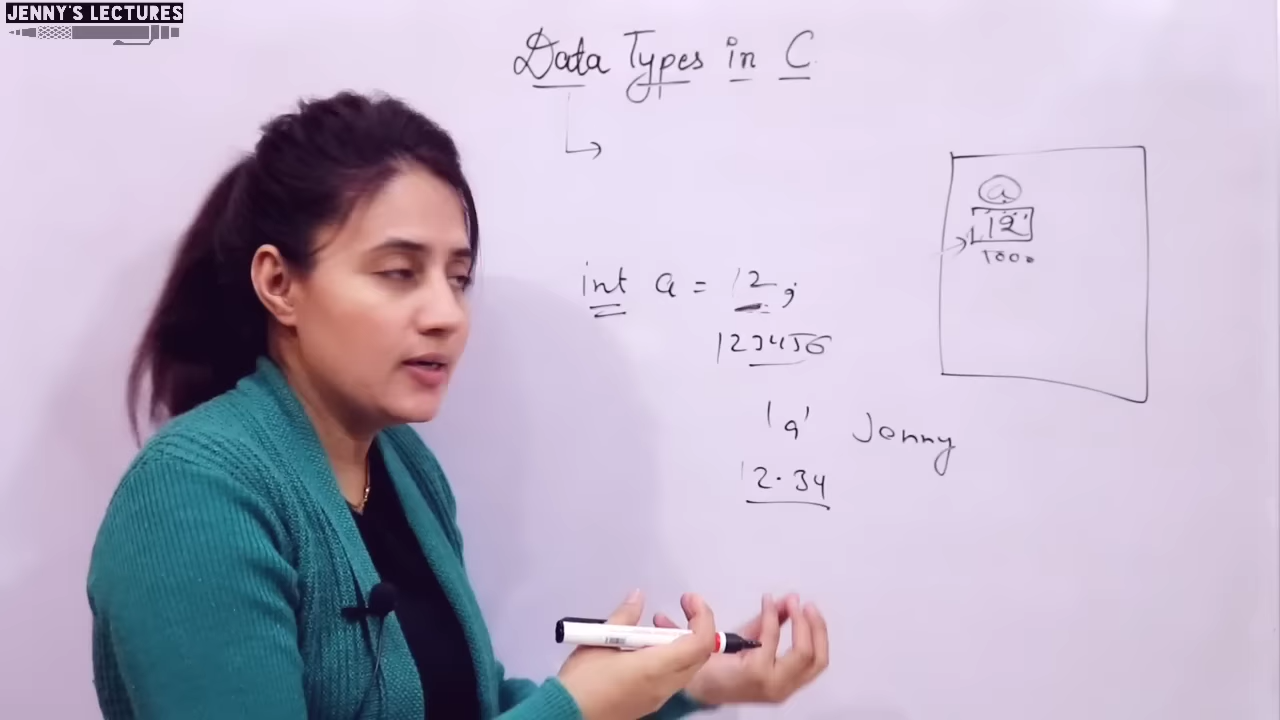 JENNY'S LECTURES
Data Types in C
a
12
1000
int a = 12;
123456
'a' Jenny
12.34